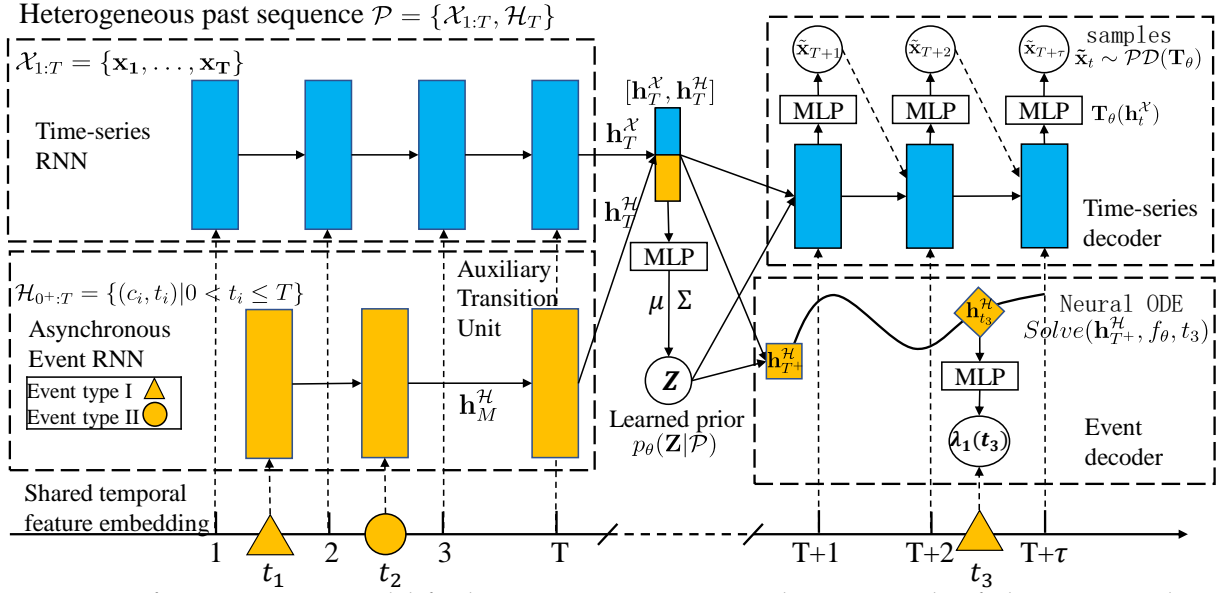 Heterogeneous past sequence 𝒫 = {𝒳_{1:T}, ℋ_T}
𝒳_{1:T} = {x_1, …, x_T}
Time-series
RNN
h_T^𝒳
[h_T^𝒳, h_T^ℋ]
h_T^ℋ
MLP
μ Σ
Z
Learned prior
p_θ(Z|𝒫)
ℋ_{0^+:T} = {(c_i, t_i)|0 < t_i ≤ T}
Asynchronous
Event RNN
Event type I
Event type II
Auxiliary
Transition
Unit
h_M^ℋ
x̃_{T+1}
x̃_{T+2}
x̃_{T+τ}
samples
x̃_t ∼ 𝒫𝒟(T_θ)
MLP
MLP
MLP
T_θ(h_t^𝒳)
Time-series
decoder
h_{T^+}^ℋ
h_{t_3}^ℋ
Neural ODE
Solve(h_{T^+}^ℋ, f_θ, t_3)
MLP
λ_1(t_3)
Event
decoder
Shared temporal
feature embedding
1
2
3
T
T+1
T+2
T+τ
t_1
t_2
t_3